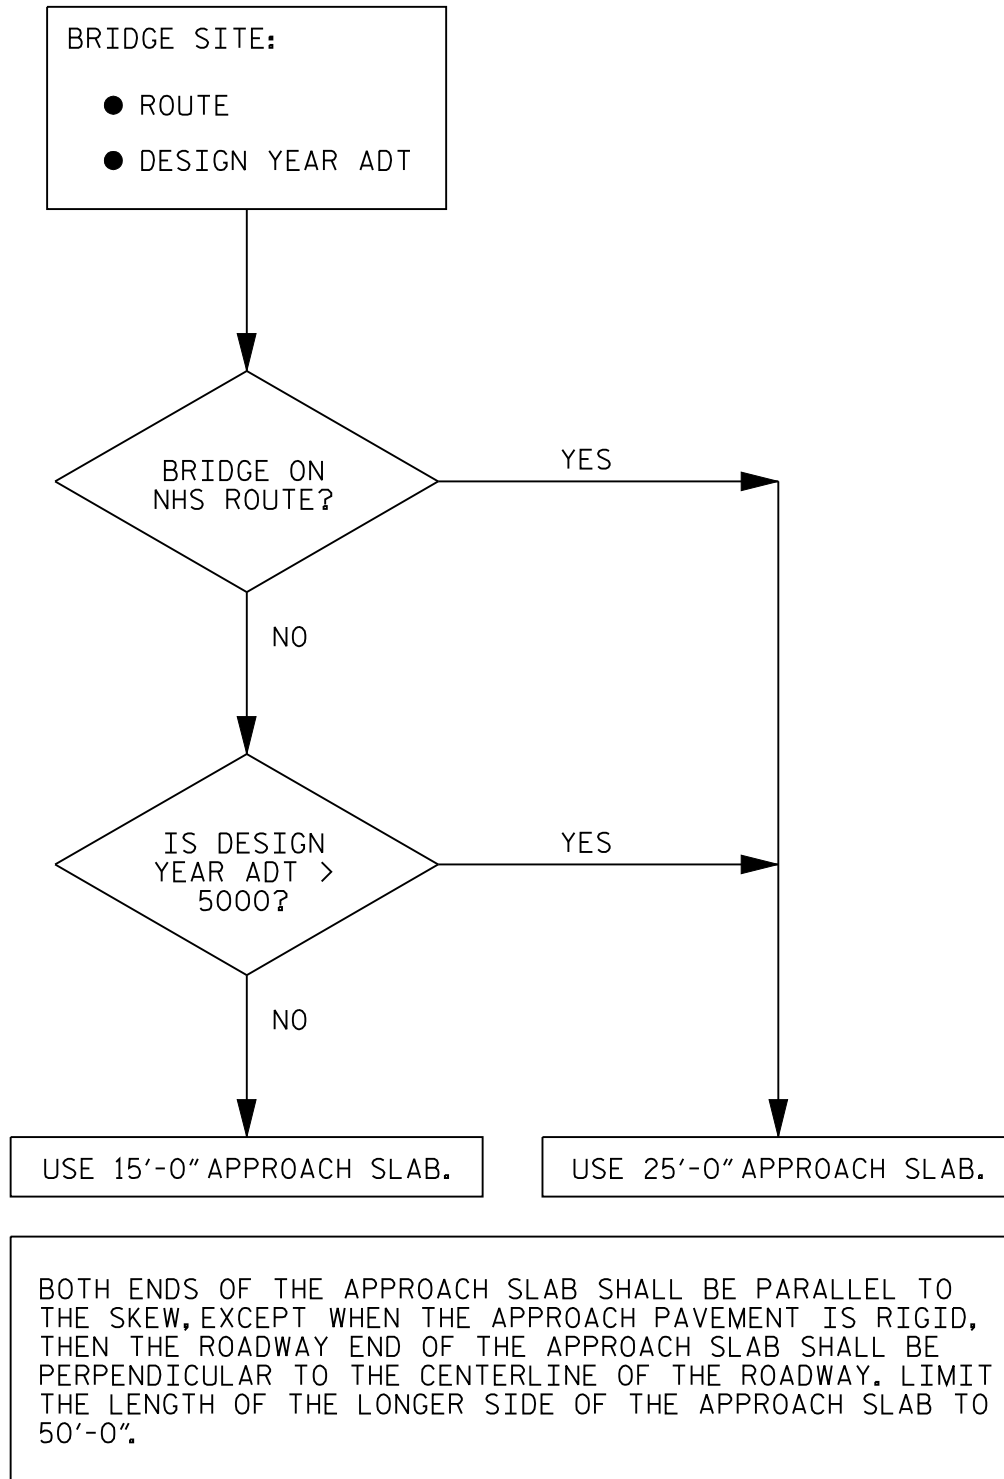 BRIDGE SITE:
● ROUTE
● DESIGN YEAR ADT
BRIDGE ON
NHS ROUTE?
YES
NO
IS DESIGN
YEAR ADT >
5000?
YES
NO
USE 15'-0" APPROACH SLAB.
USE 25'-0" APPROACH SLAB.
BOTH ENDS OF THE APPROACH SLAB SHALL BE PARALLEL TO
THE SKEW, EXCEPT WHEN THE APPROACH PAVEMENT IS RIGID,
THEN THE ROADWAY END OF THE APPROACH SLAB SHALL BE
PERPENDICULAR TO THE CENTERLINE OF THE ROADWAY. LIMIT
THE LENGTH OF THE LONGER SIDE OF THE APPROACH SLAB TO
50'-0".